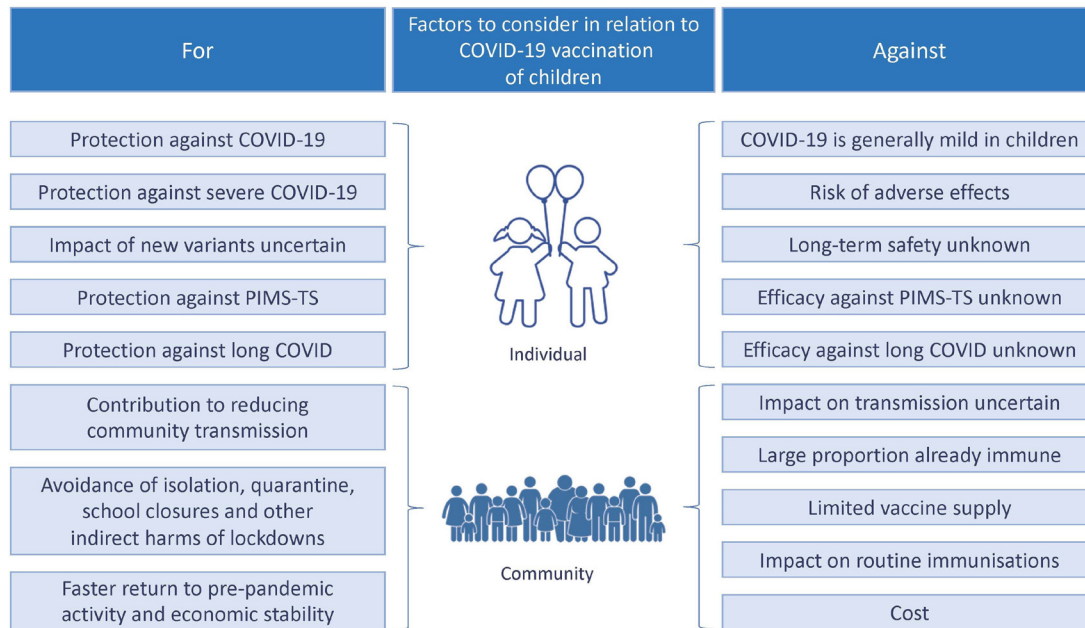 For
Factors to consider in relation to
COVID-19 vaccination
of children
Against
Protection against COVID-19
Protection against severe COVID-19
Impact of new variants uncertain
Protection against PIMS-TS
Protection against long COVID
Individual
COVID-19 is generally mild in children
Risk of adverse effects
Long-term safety unknown
Efficacy against PIMS-TS unknown
Efficacy against long COVID unknown
Contribution to reducing
community transmission
Avoidance of isolation, quarantine,
school closures and other
indirect harms of lockdowns
Faster return to pre-pandemic
activity and economic stability
Community
Impact on transmission uncertain
Large proportion already immune
Limited vaccine supply
Impact on routine immunisations
Cost